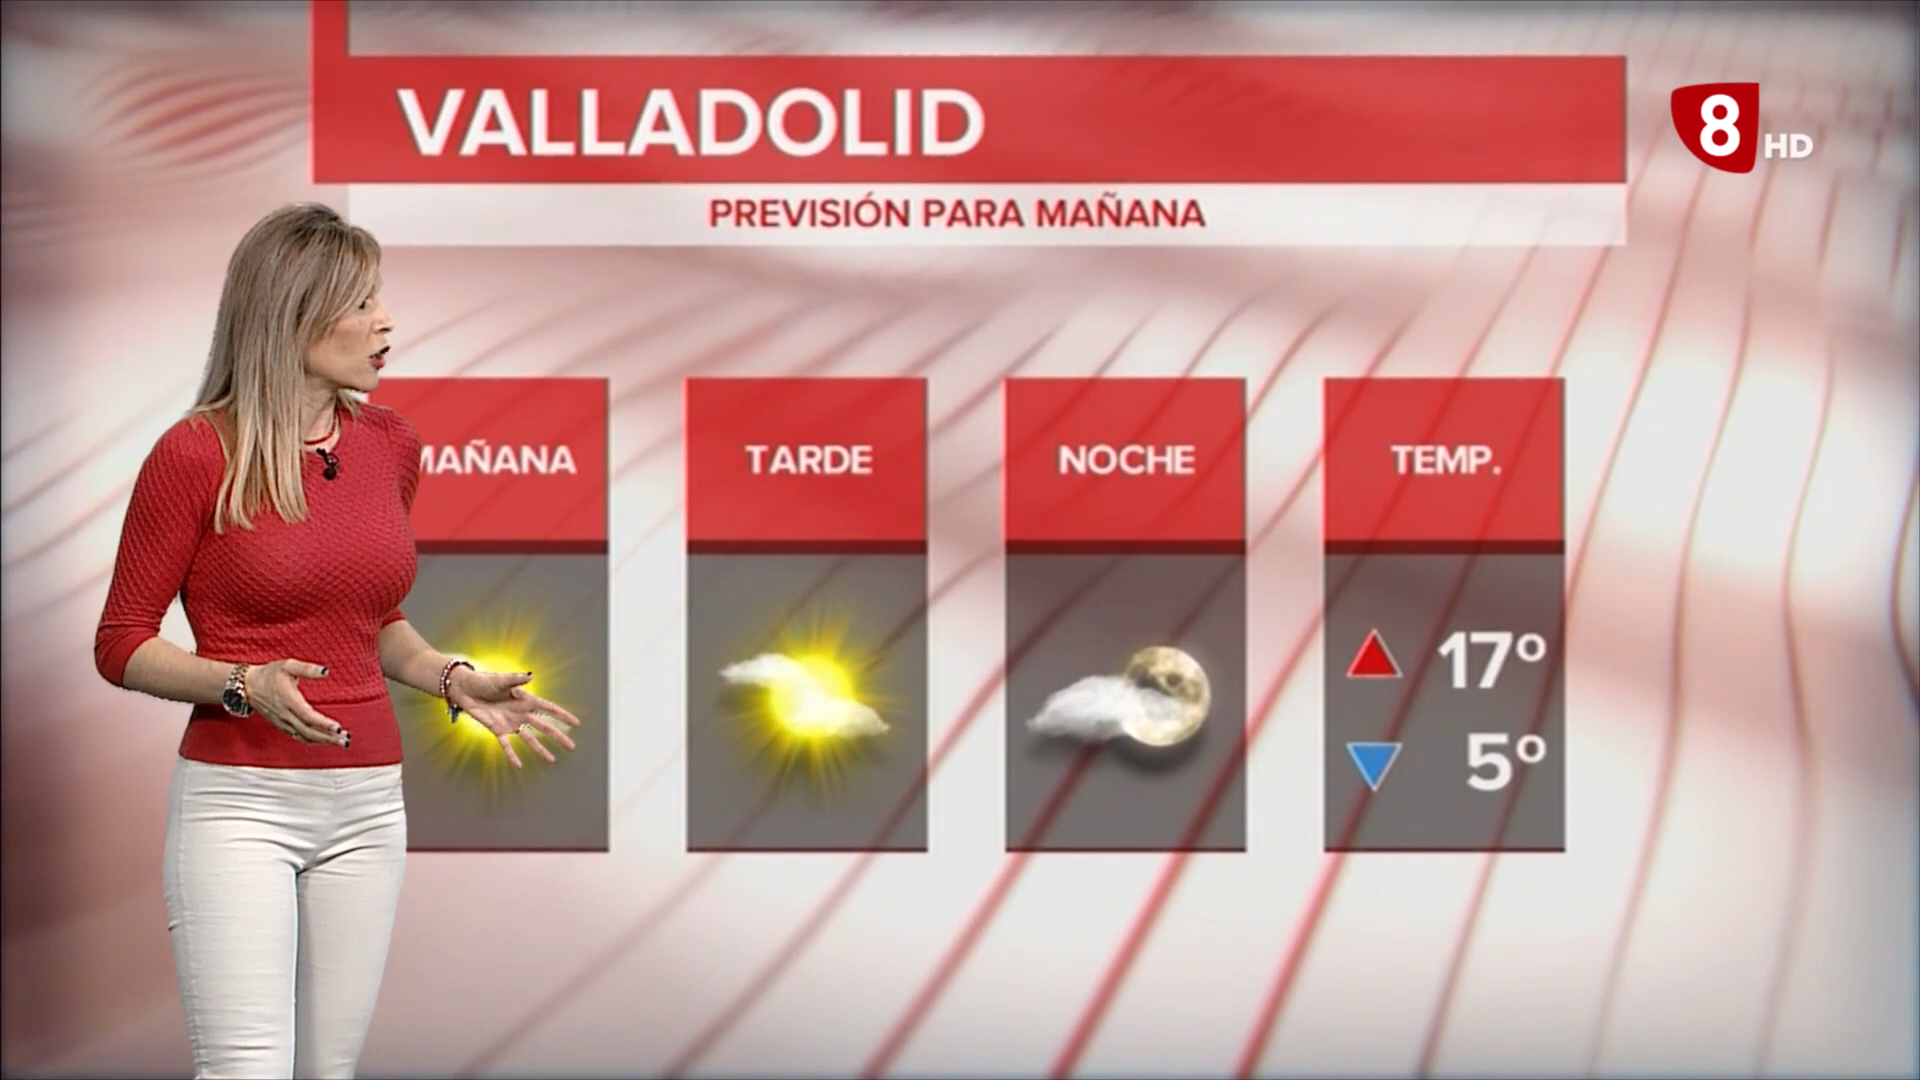 VALLADOLID
8 HD
PREVISIÓN PARA MAÑANA
MAÑANA
TARDE
NOCHE
TEMP.
17º
5º